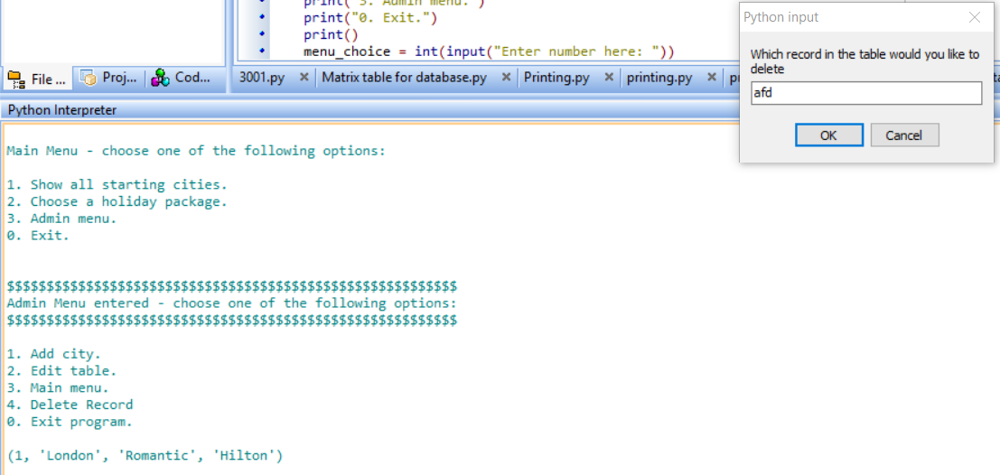 print("3. Admin menu.")
print("0. Exit.")
print()
menu_choice = int(input("Enter number here: "))
File ...
Proj...
Cod...
3001.py
Matrix table for database.py
Printing.py
printing.py
Python Interpreter
Main Menu - choose one of the following options:
1. Show all starting cities.
2. Choose a holiday package.
3. Admin menu.
0. Exit.
$$$$$$$$$$$$$$$$$$$$$$$$$$$$$$$$$$$$$$$$$$$$$$$$$$$$$$$$$
Admin Menu entered - choose one of the following options:
$$$$$$$$$$$$$$$$$$$$$$$$$$$$$$$$$$$$$$$$$$$$$$$$$$$$$$$$$
1. Add city.
2. Edit table.
3. Main menu.
4. Delete Record
0. Exit program.
(1, 'London', 'Romantic', 'Hilton')
Python input
Which record in the table would you like to
delete
afd
OK
Cancel